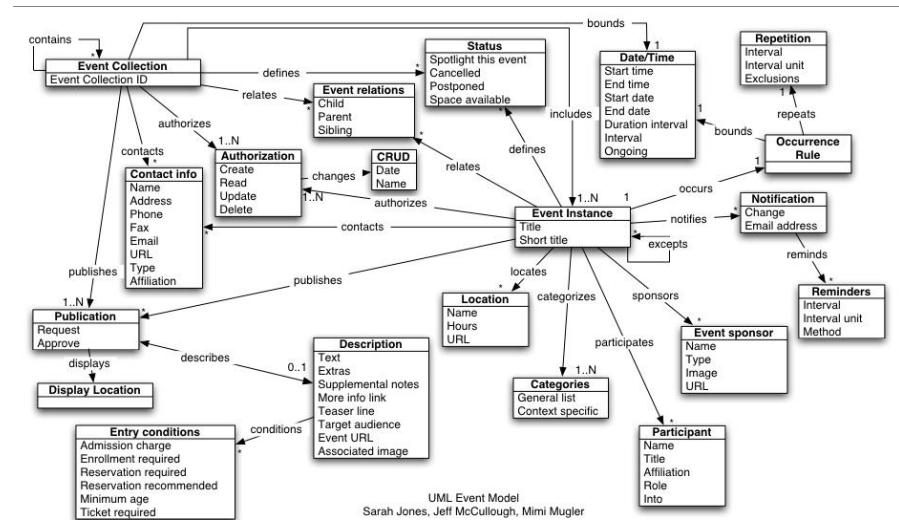 contains
Event Collection
Event Collection ID
bounds
1
*
defines
*
Status
Spotlight this event
Cancelled
Postponed
Space available
Date/Time
Start time
End time
Start date
End date
Duration interval
Interval
Ongoing
Repetition
Interval
Interval unit
Exclusions
1
repeats
relates
*
Event relations
Child
Parent
Sibling
*
*
includes
1
bounds
Occurrence
Rule
1
authorizes
1..N
Authorization
Create
Read
Update
Delete
1..N
changes
CRUD
Date
Name
relates
defines
authorizes
contacts
*
Contact info
Name
Address
Phone
Fax
Email
URL
Type
Affiliation
*
contacts
1..N
1
occurs
Event Instance
Title
Short title
notifies
*
Notification
Change
Email address
*
excepts
reminds
*
Reminders
Interval
Interval unit
Method
publishes
1..N
publishes
*
Publication
Request
Approve
displays
Display Location
describes
0..1
locates
*
Location
Name
Hours
URL
categorizes
1..N
Categories
General list
Context specific
sponsors
*
Event sponsor
Name
Type
Image
URL
participates
*
Participant
Name
Title
Affiliation
Role
Into
Description
Text
Extras
Supplemental notes
More info link
Teaser line
Target audience
Event URL
Associated image
conditions
*
Entry conditions
Admission charge
Enrollment required
Reservation required
Reservation recommended
Minimum age
Ticket required
UML Event Model
Sarah Jones, Jeff McCullough, Mimi Mugler